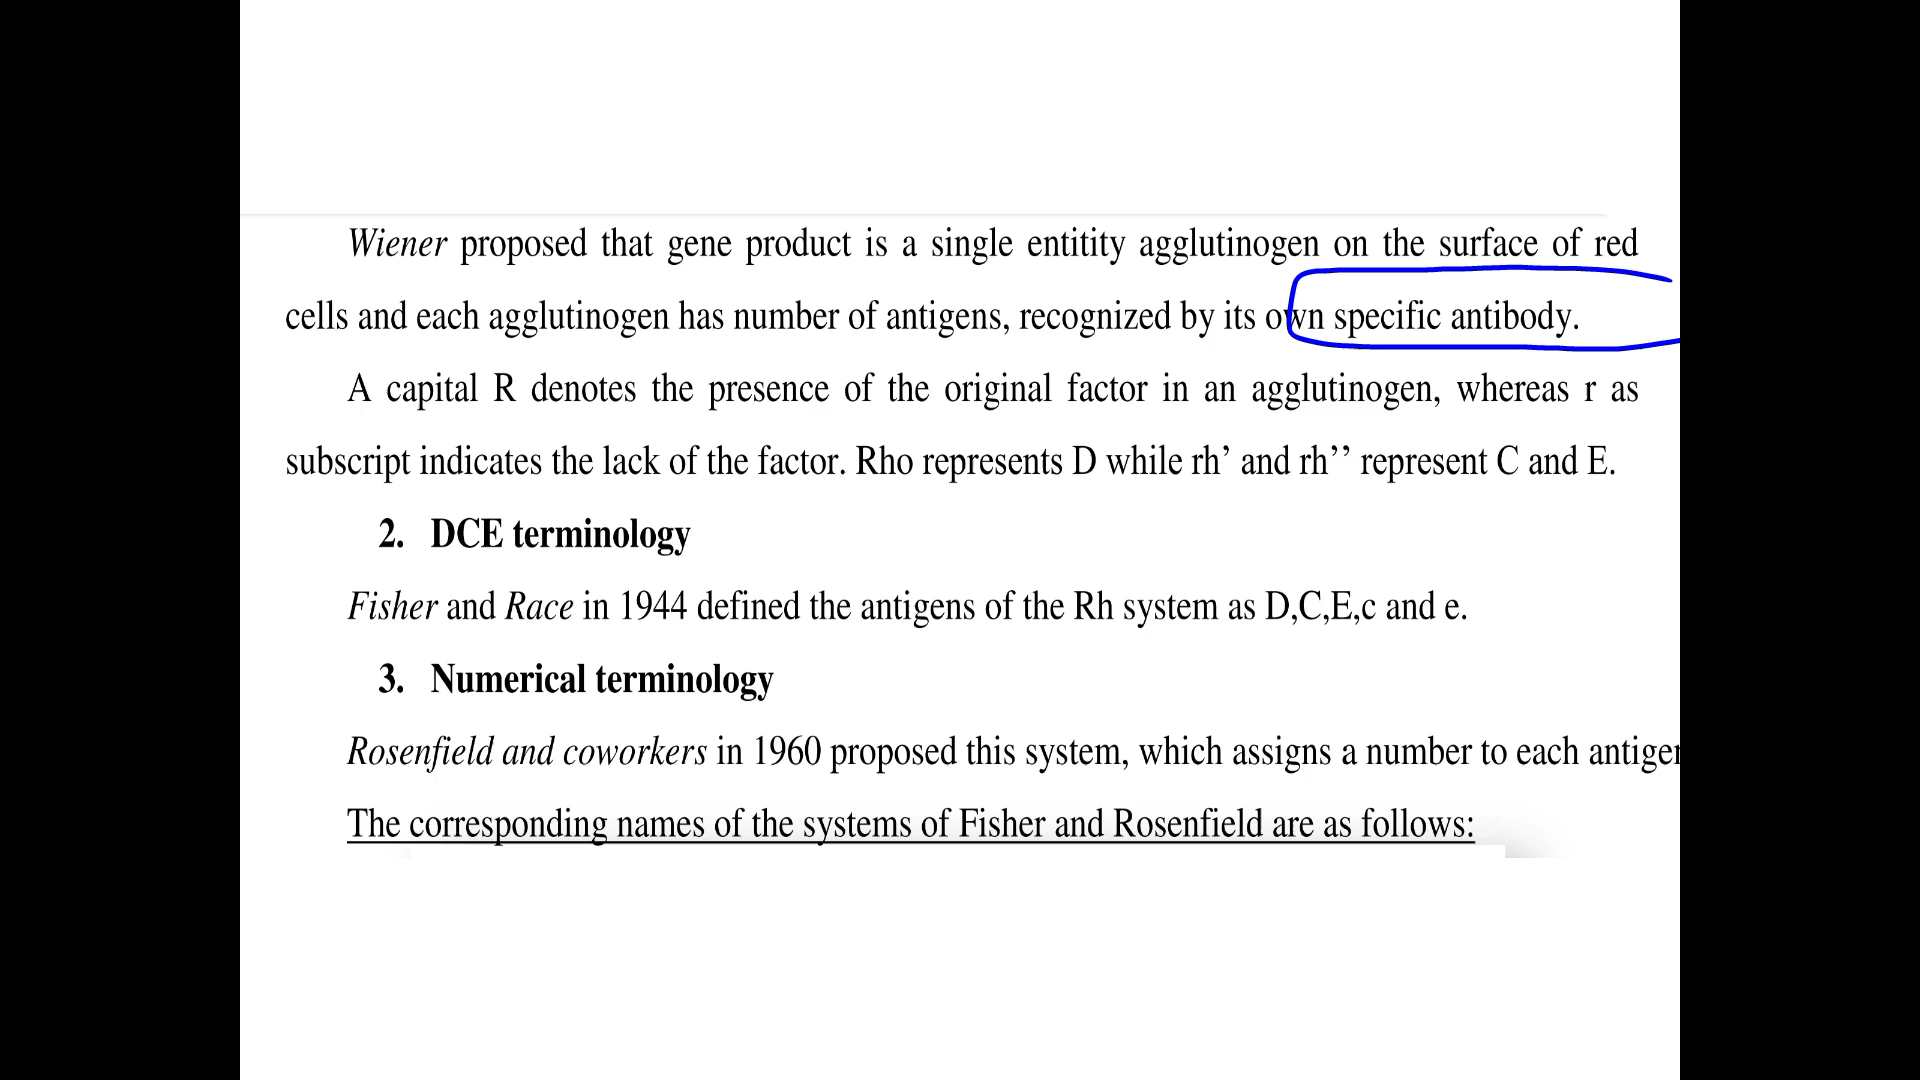 Wiener proposed that gene product is a single entitity agglutinogen on the surface of red
cells and each agglutinogen has number of antigens, recognized by its own specific antibody.
A capital R denotes the presence of the original factor in an agglutinogen, whereas r as
subscript indicates the lack of the factor. Rho represents D while rh’ and rh’’ represent C and E.
2. DCE terminology
Fisher and Race in 1944 defined the antigens of the Rh system as D,C,E,c and e.
3. Numerical terminology
Rosenfield and coworkers in 1960 proposed this system, which assigns a number to each antigen
The corresponding names of the systems of Fisher and Rosenfield are as follows: